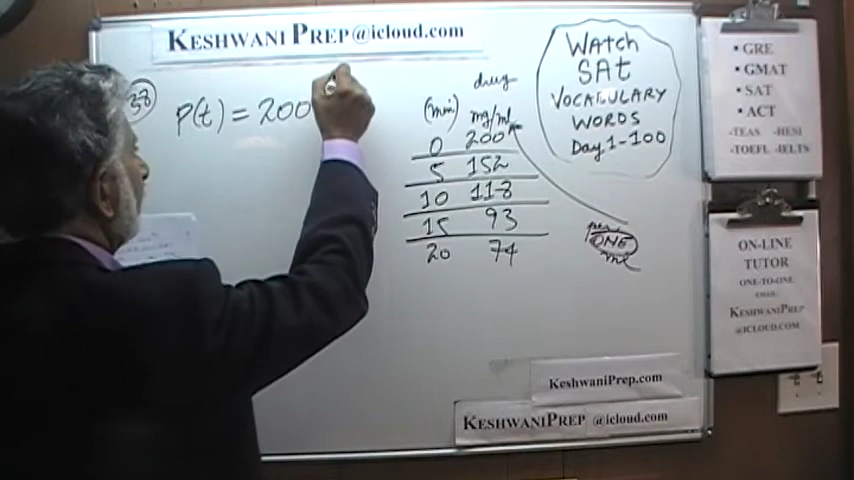 KESHWANI PREP@icloud.com
38
P(t) = 200
drug
(min) mg/ml
0 200
5 152
10 118
15 93
20 74
per
ONE
ml
WAtch
SAt
VOCABULARY
WORDS
Day 1-100
• GRE
• GMAT
• SAT
• ACT
-TEAS -HESI
-TOEFL -IELTS
ON-LINE
TUTOR
ONE-TO-ONE
EMAIL:
KESHWANIPREP
@ICLOUD.COM
KeshwaniPrep.com
KESHWANIPREP @icloud.com